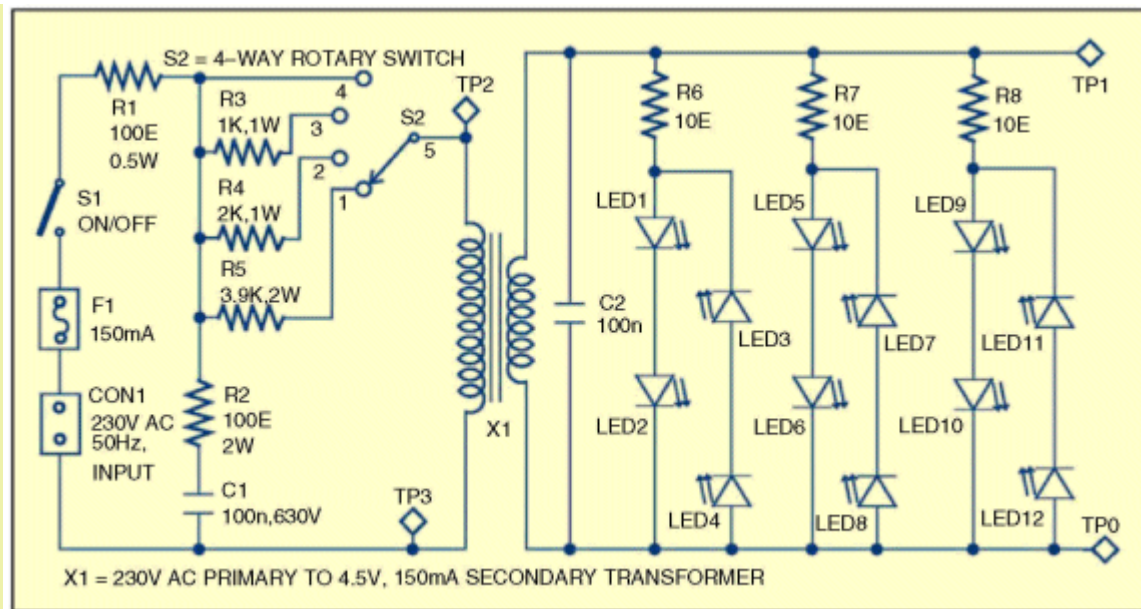 S2 = 4-WAY ROTARY SWITCH
R1
100E
0.5W
S1
ON/OFF
F1
150mA
CON1
230V AC
50Hz,
INPUT
R3
1K,1W
R4
2K,1W
R5
3.9K,2W
R2
100E
2W
C1
100n,630V
4
3
2
1
S2
5
TP2
TP3
X1
C2
100n
R6
10E
LED1
LED2
LED3
LED4
R7
10E
LED5
LED6
LED7
LED8
R8
10E
LED9
LED10
LED11
LED12
TP1
TP0
X1 = 230V AC PRIMARY TO 4.5V, 150mA SECONDARY TRANSFORMER